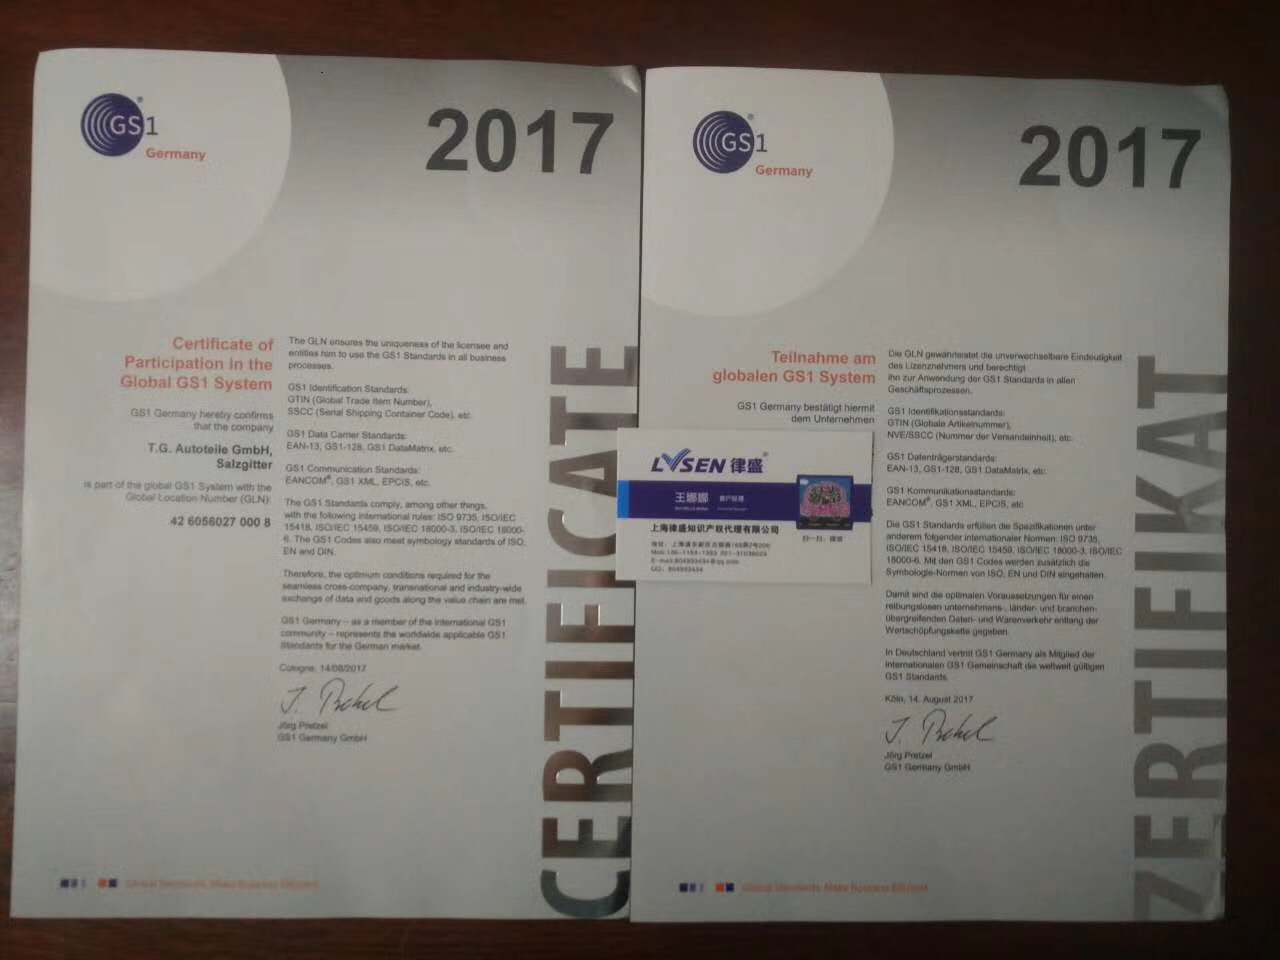 GS1®
Germany
2017
CERTIFICATE
Certificate of
Participation in the
Global GS1 System
GS1 Germany hereby confirms
that the company
T.G. Autoteile GmbH,
Salzgitter
is part of the global GS1 System with the
Global Location Number (GLN):
42 6056027 000 8
The GLN ensures the uniqueness of the licensee and
entitles him to use the GS1 Standards in all business
processes.
GS1 Identification Standards:
GTIN (Global Trade Item Number),
SSCC (Serial Shipping Container Code), etc.
GS1 Data Carrier Standards:
EAN-13, GS1-128, GS1 DataMatrix, etc.
GS1 Communication Standards:
EANCOM®, GS1 XML, EPCIS, etc.
The GS1 Standards comply, among other things,
with the following international rules: ISO 9735, ISO/IEC
15418, ISO/IEC 15459, ISO/IEC 18000-3, ISO/IEC 18000-
6. The GS1 Codes also meet symbology standards of ISO,
EN and DIN.
Therefore, the optimum conditions required for the
seamless cross-company, transnational and industry-wide
exchange of data and goods along the value chain are met.
GS1 Germany – as a member of the international GS1
community – represents the worldwide applicable GS1
Standards for the German market.
Cologne, 14/08/2017
Jörg Pretzel
GS1 Germany GmbH
Global Standards. Make Business Efficient.
GS1®
Germany
2017
ZERTIFIKAT
Teilnahme am
globalen GS1 System
GS1 Germany bestätigt hiermit
dem Unternehmen
Die GLN gewährleistet die unverwechselbare Eindeutigkeit
des Lizenznehmers und berechtigt
ihn zur Anwendung der GS1 Standards in allen
Geschäftsprozessen.
GS1 Identifikationsstandards:
GTIN (Globale Artikelnummer),
NVE/SSCC (Nummer der Versandeinheit), etc.
GS1 Datenträgerstandards:
EAN-13, GS1-128, GS1 DataMatrix, etc.
GS1 Kommunikationsstandards:
EANCOM®, GS1 XML, EPCIS, etc
Die GS1 Standards erfüllen die Spezifikationen unter
anderem folgender internationaler Normen: ISO 9735,
ISO/IEC 15418, ISO/IEC 15459, ISO/IEC 18000-3, ISO/IEC
18000-6. Mit den GS1 Codes werden zusätzlich die
Symbologie-Normen von ISO, EN und DIN eingehalten.
Damit sind die optimalen Voraussetzungen für einen
reibungslosen unternehmens-, länder- und branchen-
übergreifenden Daten- und Warenverkehr entlang der
Wertschöpfungskette gegeben.
In Deutschland vertritt GS1 Germany als Mitglied der
internationalen GS1 Gemeinschaft die weltweit gültigen
GS1 Standards.
Köln, 14. August 2017
Jörg Pretzel
GS1 Germany GmbH
Global Standards. Make Business Efficient.
LVSEN 律盛®
王娜娜
上海律盛知识产权代理有限公司
扫一扫，
QQ: 804933434